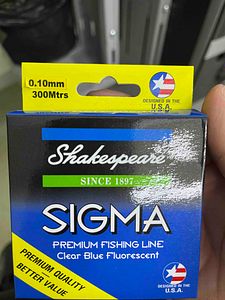 0.10mm
300Mtrs
DESIGNED IN THE
U.S.A.
Shakespeare
SINCE 1897
SIGMA
PREMIUM FISHING LINE
Clear Blue Fluorescent
PREMIUM QUALITY
BETTER VALUE
DESIGNED IN THE
U.S.A.